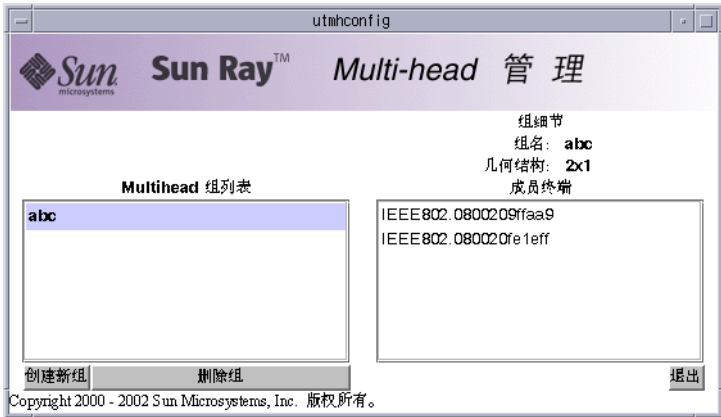 utmhconfig
Sun microsystems Sun Ray™ Multi-head 管 理
组细节
组名: abc
几何结构: 2x1
Multihead 组列表
成员终端
abc
IEEE802.0800209ffaa9
IEEE802.080020fe1eff
创建新组
删除组
退出
Copyright 2000 - 2002 Sun Microsystems, Inc. 版权所有。